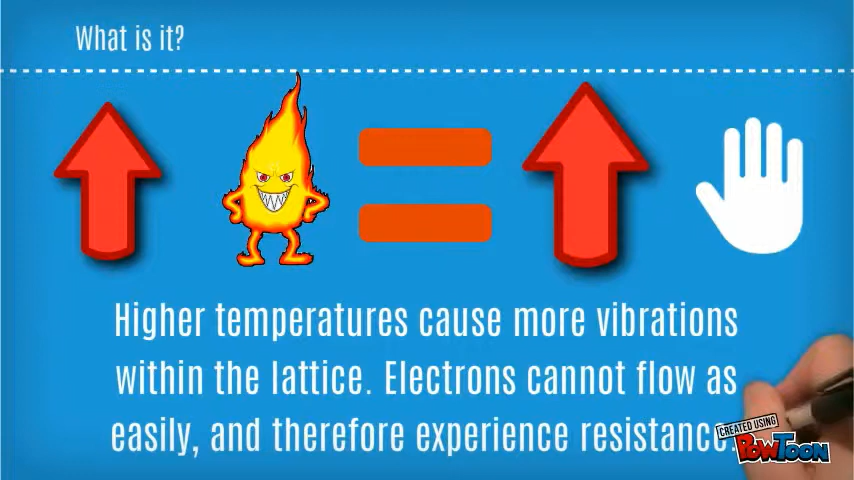 What is it?
Higher temperatures cause more vibrations
within the lattice. Electrons cannot flow as
easily, and therefore experience resistance.
CREATED USING
POWTOON